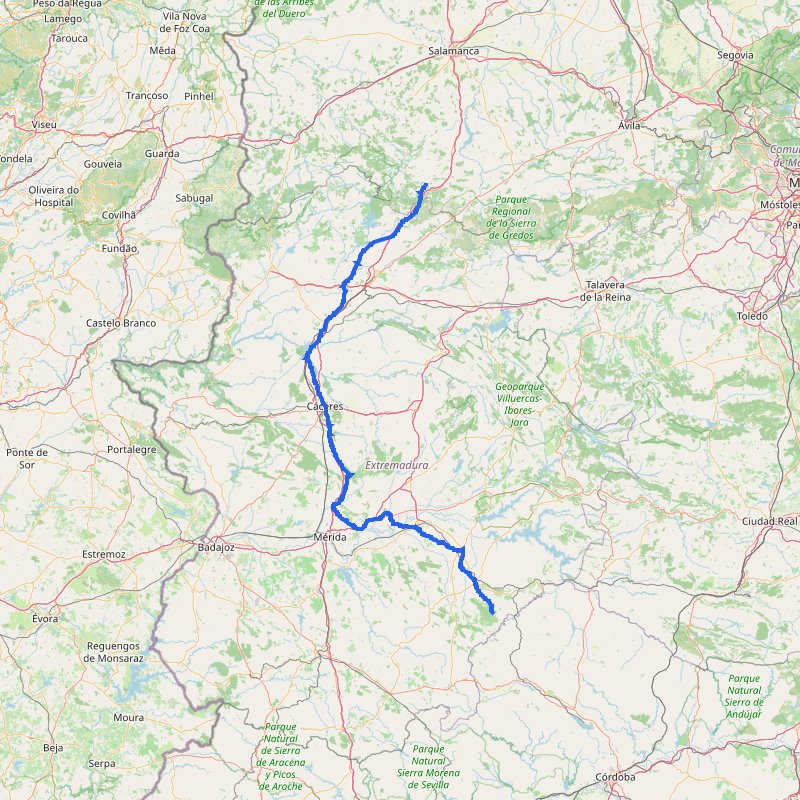 Peso da Régua
Lamego
Tarouca
Vila Nova
de Foz Coa
Mêda
de las Arribes
del Duero
Salamanca
Segovia
Trancoso
Pinhel
Viseu
Ávila
Guarda
Gouveia
Oliveira do
Hospital
Sabugal
Covilhã
Parque
Regional
de la Sierra
de Gredos
Móstoles
Fundão
Talavera
de la Reina
Toledo
Castelo Branco
Geoparque
Villuercas-
Ibores-
Jara
Cáceres
Ponte de
Sor
Portalegre
Extremadura
Ciudad Real
Mérida
Badajoz
Estremoz
Évora
Reguengos
de Monsaraz
Parque
Natural
Sierra de
Andújar
Moura
Beja
Serpa
Parque
Natural
de Sierra
de Aracena
y Picos
de Aroche
Parque
Natural
Sierra Morena
de Sevilla
Córdoba